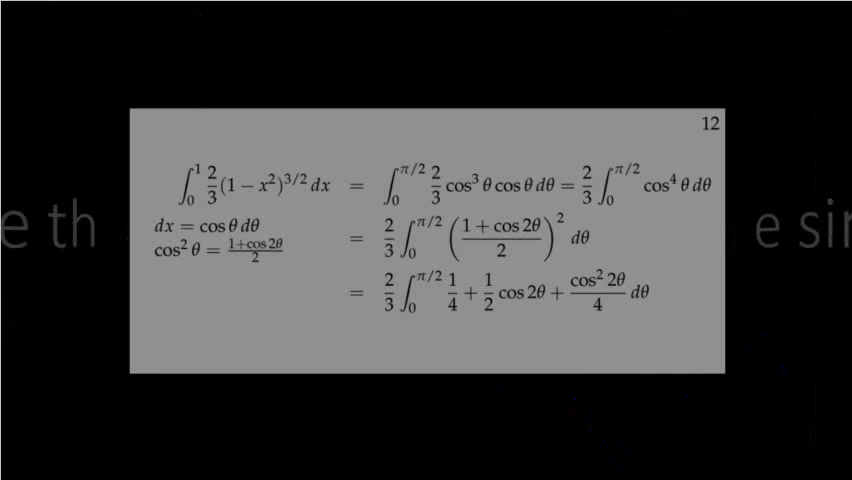 12
∫₀¹ 2/3 (1 − x²)^{3/2} dx = ∫₀^{π/2} 2/3 cos³ θ cos θ dθ = 2/3 ∫₀^{π/2} cos⁴ θ dθ
dx = cos θ dθ
cos² θ = (1+cos 2θ)/2
= 2/3 ∫₀^{π/2} ((1 + cos 2θ)/2)² dθ
= 2/3 ∫₀^{π/2} 1/4 + 1/2 cos 2θ + (cos² 2θ)/4 dθ
e th
e sin